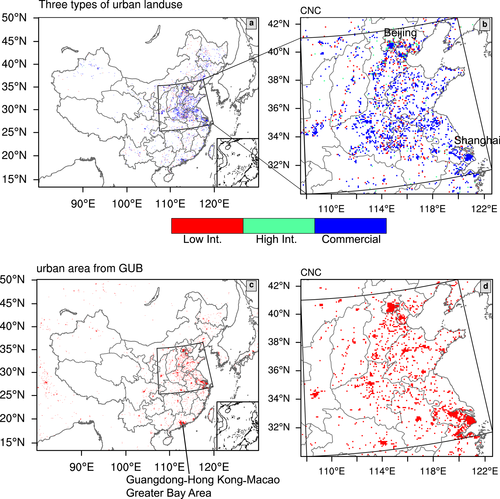 Three types of urban landuse
a
50°N
45°N
40°N
35°N
30°N
25°N
20°N
15°N
90°E 100°E 110°E 120°E
CNC
b
Beijing
Shanghai
42°N
40°N
38°N
36°N
34°N
32°N
110°E 114°E 118°E 122°E
Low Int. High Int. Commercial
urban area from GUB
c
50°N
45°N
40°N
35°N
30°N
25°N
20°N
15°N
90°E 100°E 110°E 120°E
Guangdong-Hong Kong-Macao
Greater Bay Area
CNC
d
42°N
40°N
38°N
36°N
34°N
32°N
110°E 114°E 118°E 122°E